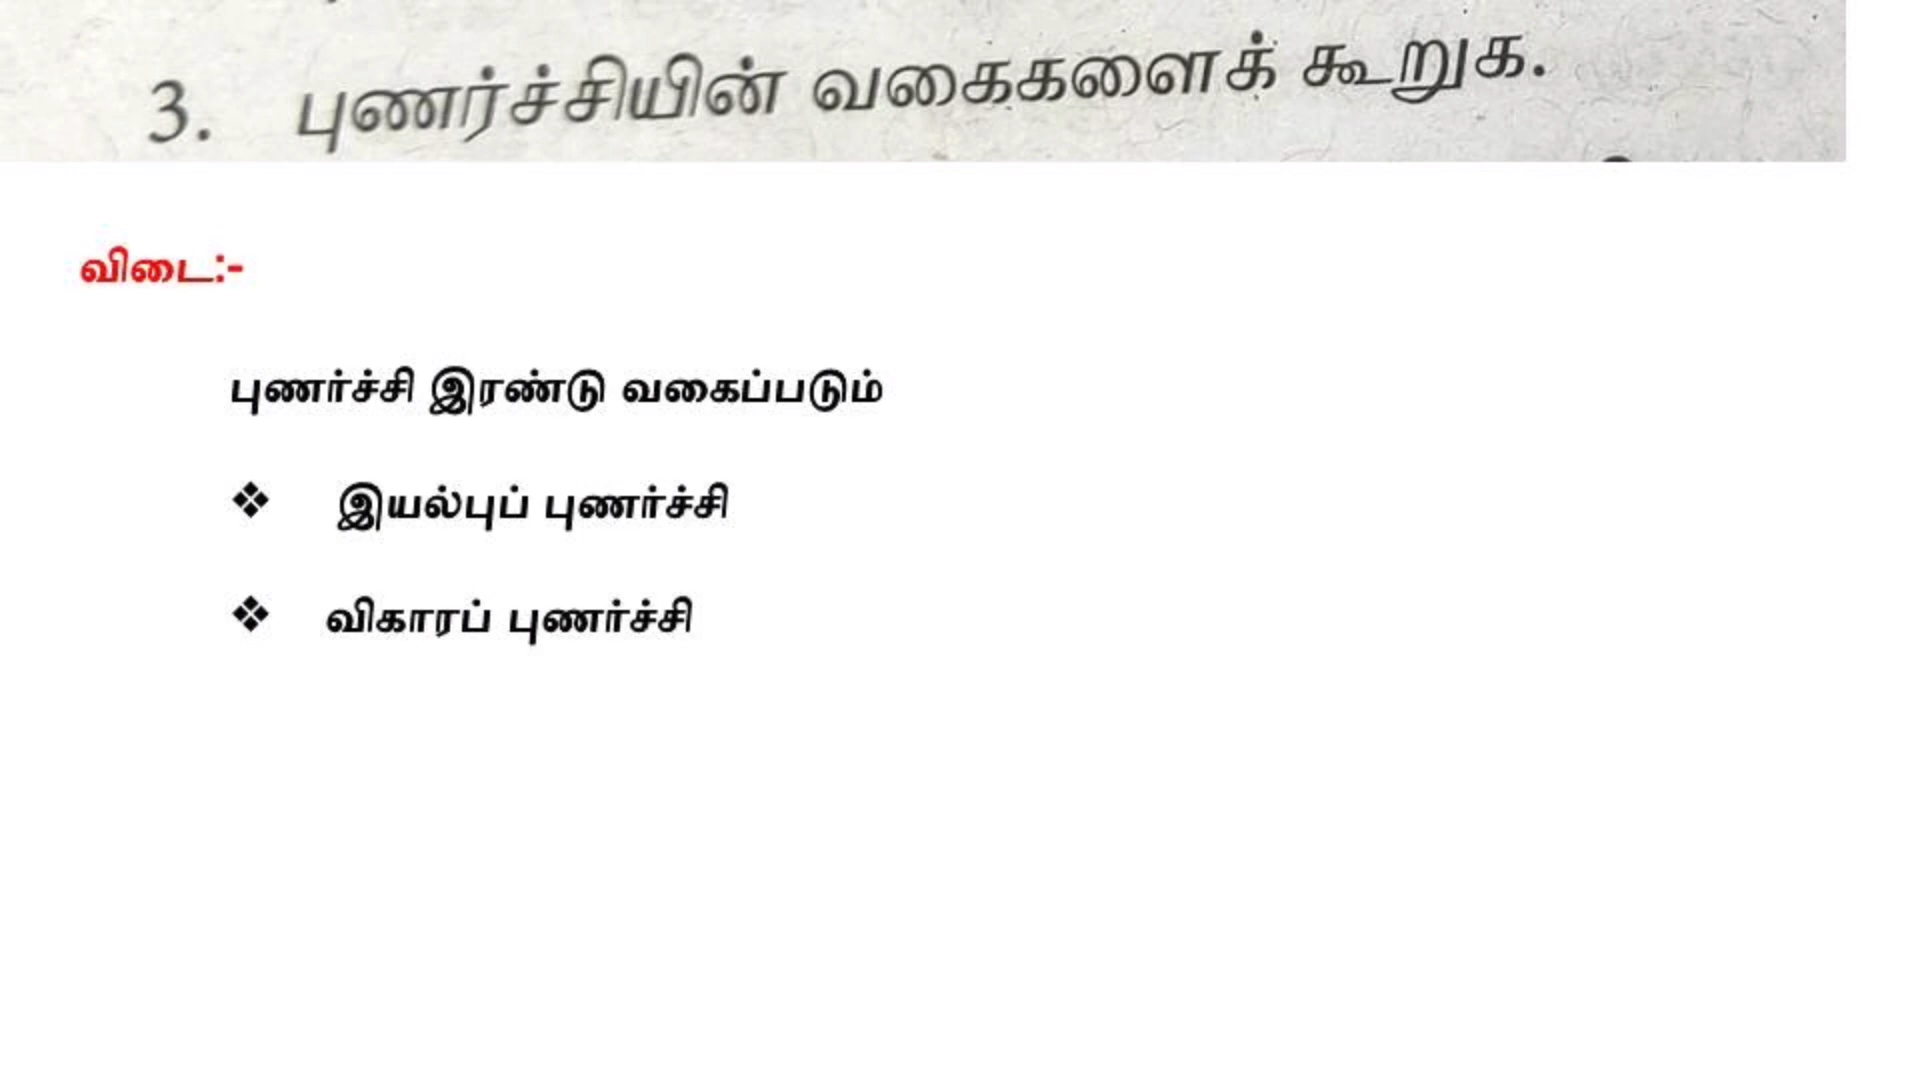 3. புணர்ச்சியின் வகைகளைக் கூறுக.
விடை:-
புணர்ச்சி இரண்டு வகைப்படும்
❖ இயல்புப் புணர்ச்சி
❖ விகாரப் புணர்ச்சி